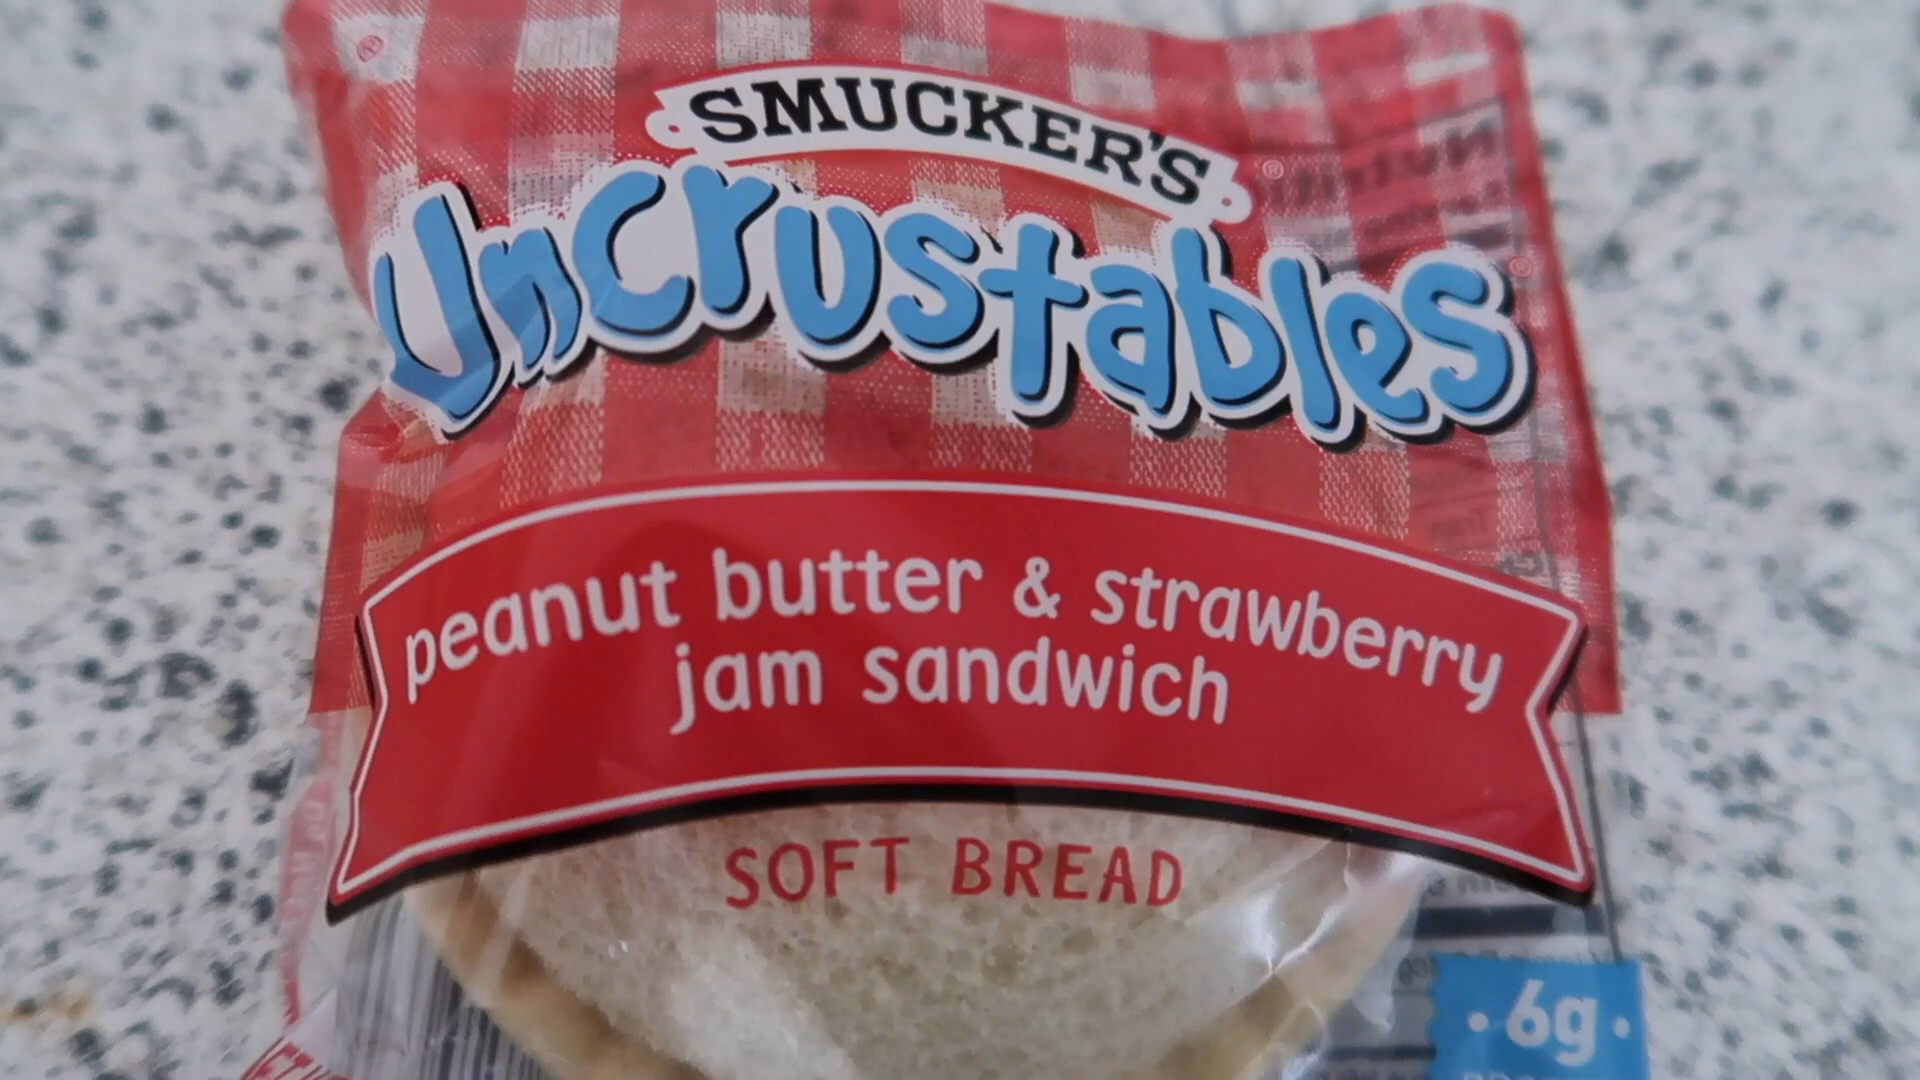 SMUCKER'S
Uncrustables
peanut butter & strawberry
jam sandwich
SOFT BREAD
• 6g •